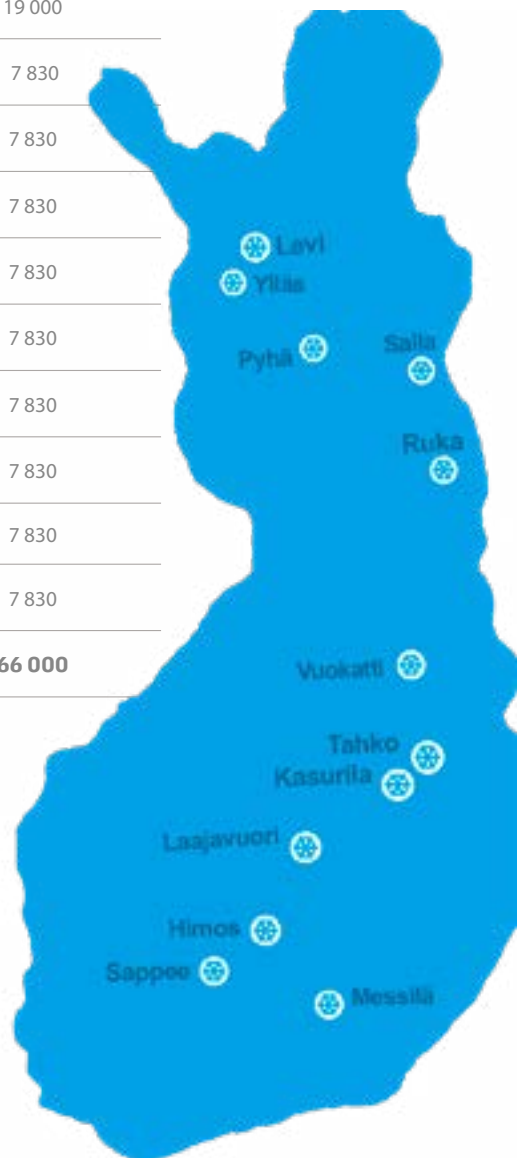 19 000
7 830
7 830
7 830
7 830
7 830
7 830
7 830
7 830
7 830
66 000
Levi
Ylläs
Pyhä
Salla
Ruka
Vuokatti
Tahko
Kasurila
Laajavuori
Himos
Sappee
Messilä